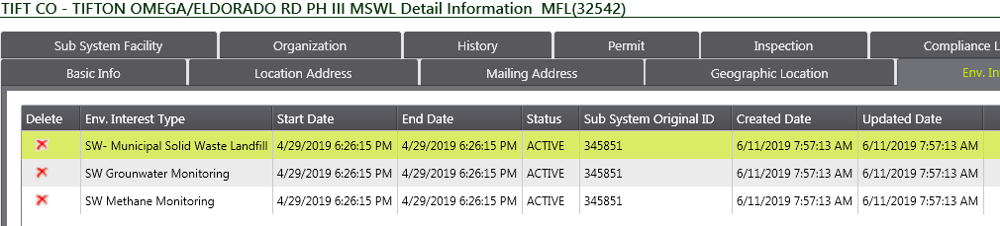 TIFT CO - TIFTON OMEGA/ELDORADO RD PH III MSWL Detail Information MFL(32542)
Sub System Facility Organization History Permit Inspection Compliance L
Basic Info Location Address Mailing Address Geographic Location Env. In
Delete Env. Interest Type Start Date End Date Status Sub System Original ID Created Date Updated Date
SW- Municipal Solid Waste Landfill 4/29/2019 6:26:15 PM 4/29/2019 6:26:15 PM ACTIVE 345851 6/11/2019 7:57:13 AM 6/11/2019 7:57:13 AM
SW Grounwater Monitoring 4/29/2019 6:26:15 PM 4/29/2019 6:26:15 PM ACTIVE 345851 6/11/2019 7:57:13 AM 6/11/2019 7:57:13 AM
SW Methane Monitoring 4/29/2019 6:26:15 PM 4/29/2019 6:26:15 PM ACTIVE 345851 6/11/2019 7:57:13 AM 6/11/2019 7:57:13 AM